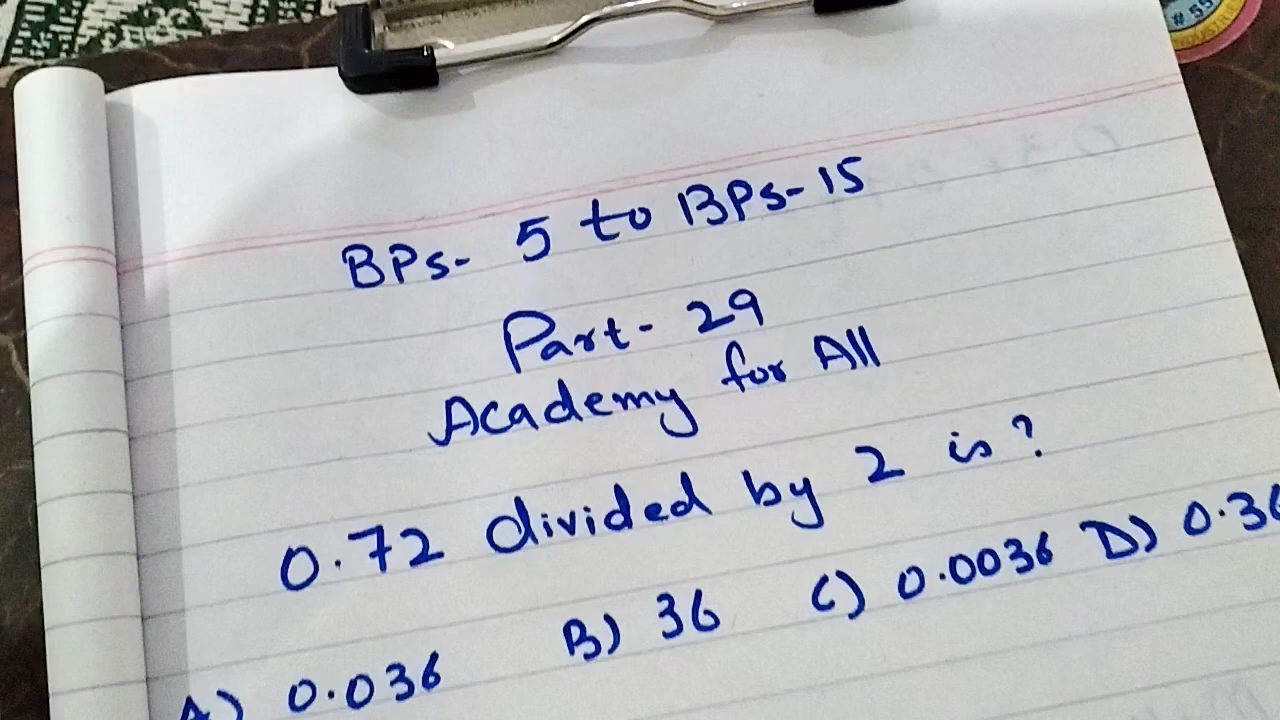 # 55
BPs- 5 to BPs-15
Part- 29
Academy for All
0.72 divided by 2 is?
A) 0.036 B) 36 C) 0.0036 D) 0.36